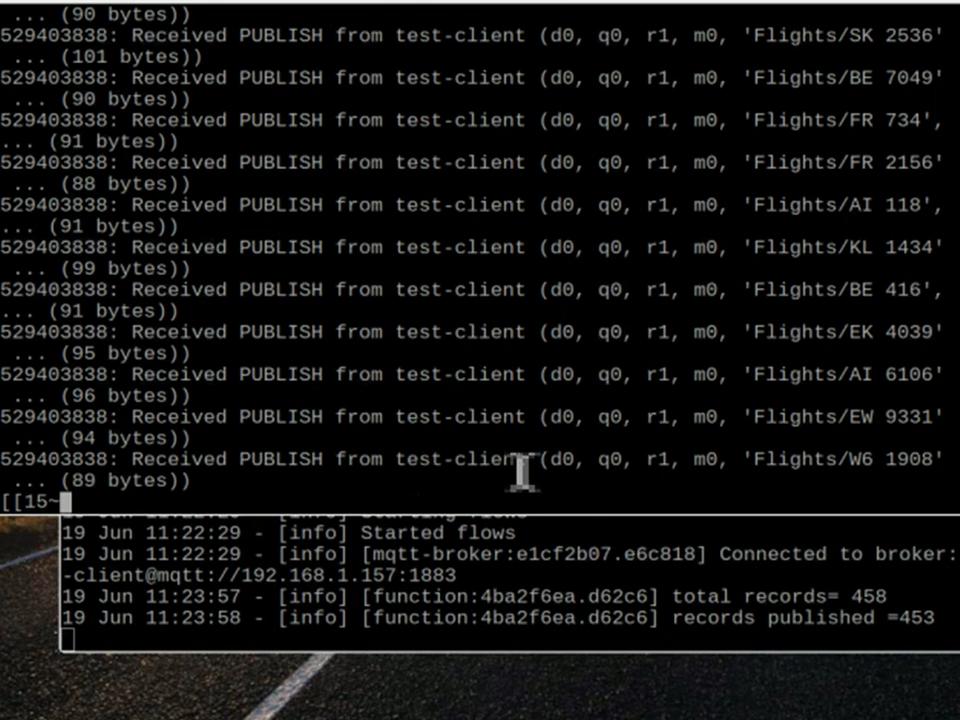 ... (90 bytes))
529403838: Received PUBLISH from test-client (d0, q0, r1, m0, 'Flights/SK 2536'
... (101 bytes))
529403838: Received PUBLISH from test-client (d0, q0, r1, m0, 'Flights/BE 7049'
... (90 bytes))
529403838: Received PUBLISH from test-client (d0, q0, r1, m0, 'Flights/FR 734',
... (91 bytes))
529403838: Received PUBLISH from test-client (d0, q0, r1, m0, 'Flights/FR 2156'
... (88 bytes))
529403838: Received PUBLISH from test-client (d0, q0, r1, m0, 'Flights/AI 118',
... (91 bytes))
529403838: Received PUBLISH from test-client (d0, q0, r1, m0, 'Flights/KL 1434'
... (99 bytes))
529403838: Received PUBLISH from test-client (d0, q0, r1, m0, 'Flights/BE 416',
... (91 bytes))
529403838: Received PUBLISH from test-client (d0, q0, r1, m0, 'Flights/EK 4039'
... (95 bytes))
529403838: Received PUBLISH from test-client (d0, q0, r1, m0, 'Flights/AI 6106'
... (96 bytes))
529403838: Received PUBLISH from test-client (d0, q0, r1, m0, 'Flights/EW 9331'
... (94 bytes))
529403838: Received PUBLISH from test-client (d0, q0, r1, m0, 'Flights/W6 1908'
... (89 bytes))
[[15~
19 Jun 11:22:29 - [info] Started flows
19 Jun 11:22:29 - [info] [mqtt-broker:e1cf2b07.e6c818] Connected to broker:
-client@mqtt://192.168.1.157:1883
19 Jun 11:23:57 - [info] [function:4ba2f6ea.d62c6] total records= 458
19 Jun 11:23:58 - [info] [function:4ba2f6ea.d62c6] records published =453